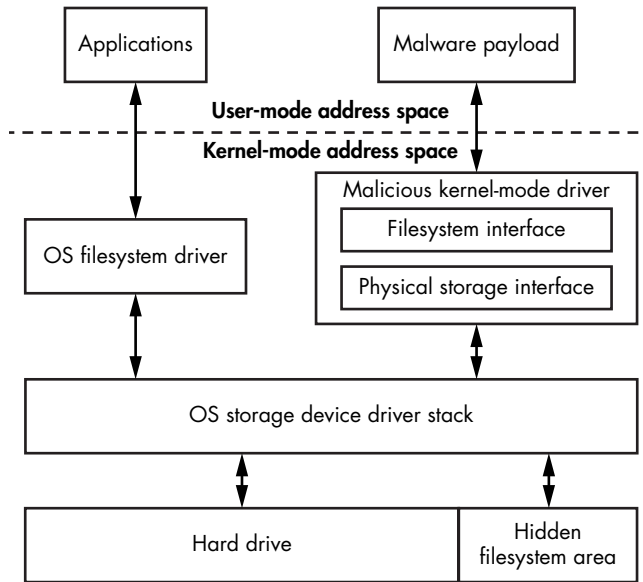 Applications
Malware payload
User-mode address space
Kernel-mode address space
Malicious kernel-mode driver
Filesystem interface
OS filesystem driver
Physical storage interface
OS storage device driver stack
Hard drive
Hidden
filesystem area